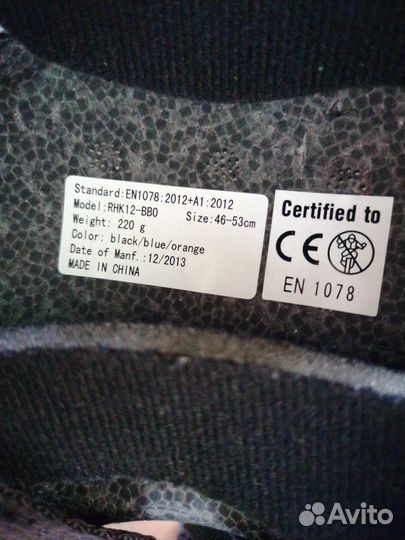 Standard:EN1078:2012+A1:2012
Model:RHK12-BBO Size:46-53cm
Weight: 220 g
Color: black/blue/orange
Date of Manf.:12/2013
MADE IN CHINA
Certified to
CE
EN 1078
Avito